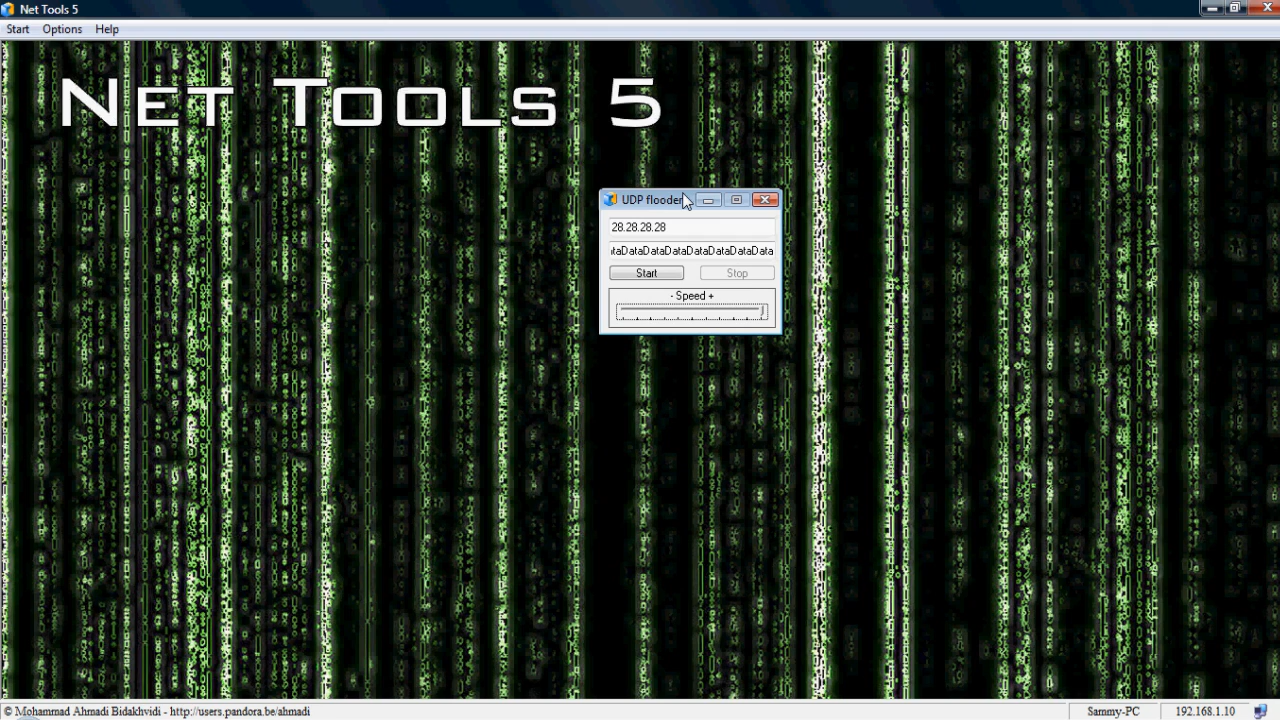 Net Tools 5
Start Options Help
NET TOOLS 5
UDP flooder
28.28.28.28
itaDataDataDataDataDataDataData
Start Stop
- Speed +
© Mohammad Ahmadi Bidakhvidi - http://users.pandora.be/ahmadi Sammy-PC 192.168.1.10